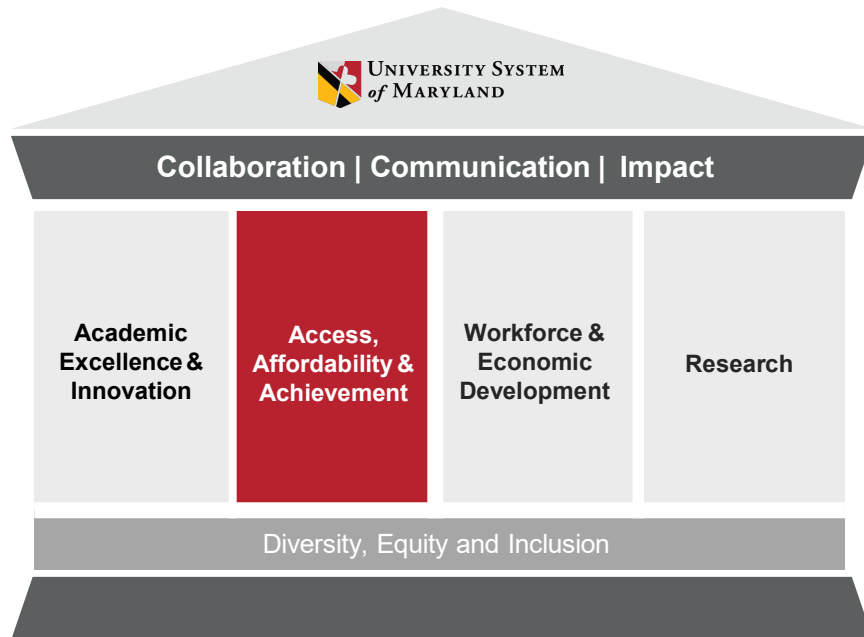 UNIVERSITY SYSTEM
of MARYLAND
Collaboration | Communication | Impact
Academic
Excellence &
Innovation
Access,
Affordability &
Achievement
Workforce &
Economic
Development
Research
Diversity, Equity and Inclusion